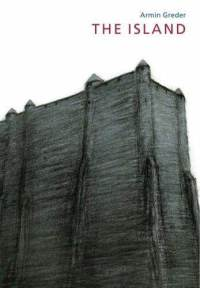 Armin Greder
THE ISLAND